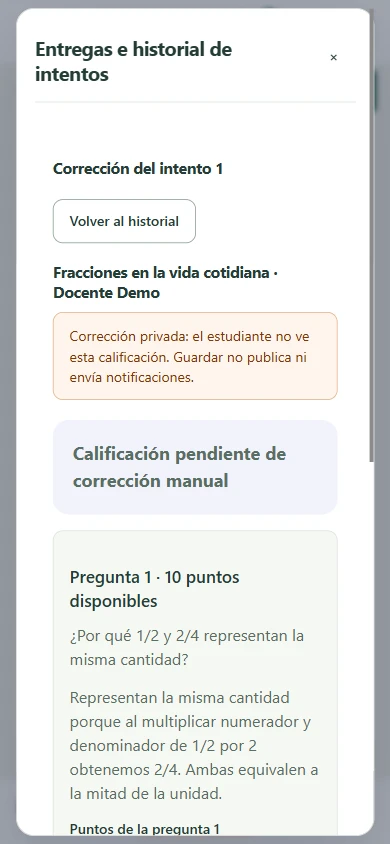 Entregas e historial de
intentos
×
Corrección del intento 1
Volver al historial
Fracciones en la vida cotidiana ·
Docente Demo
Corrección privada: el estudiante no ve
esta calificación. Guardar no publica ni
envía notificaciones.
Calificación pendiente de
corrección manual
Pregunta 1 · 10 puntos
disponibles
¿Por qué 1/2 y 2/4 representan la
misma cantidad?
Representan la misma cantidad
porque al multiplicar numerador y
denominador de 1/2 por 2
obtenemos 2/4. Ambas equivalen a
la mitad de la unidad.
Puntos de la pregunta 1